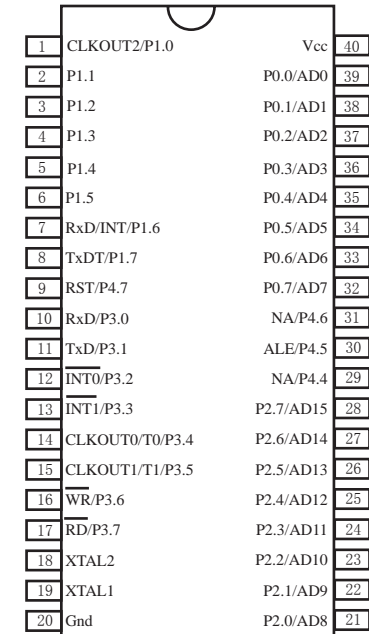 1 CLKOUT2/P1.0 Vcc 40
2 P1.1 P0.0/AD0 39
3 P1.2 P0.1/AD1 38
4 P1.3 P0.2/AD2 37
5 P1.4 P0.3/AD3 36
6 P1.5 P0.4/AD4 35
7 RxD/INT/P1.6 P0.5/AD5 34
8 TxDT/P1.7 P0.6/AD6 33
9 RST/P4.7 P0.7/AD7 32
10 RxD/P3.0 NA/P4.6 31
11 TxD/P3.1 ALE/P4.5 30
12 INT0/P3.2 NA/P4.4 29
13 INT1/P3.3 P2.7/AD15 28
14 CLKOUT0/T0/P3.4 P2.6/AD14 27
15 CLKOUT1/T1/P3.5 P2.5/AD13 26
16 WR/P3.6 P2.4/AD12 25
17 RD/P3.7 P2.3/AD11 24
18 XTAL2 P2.2/AD10 23
19 XTAL1 P2.1/AD9 22
20 Gnd P2.0/AD8 21